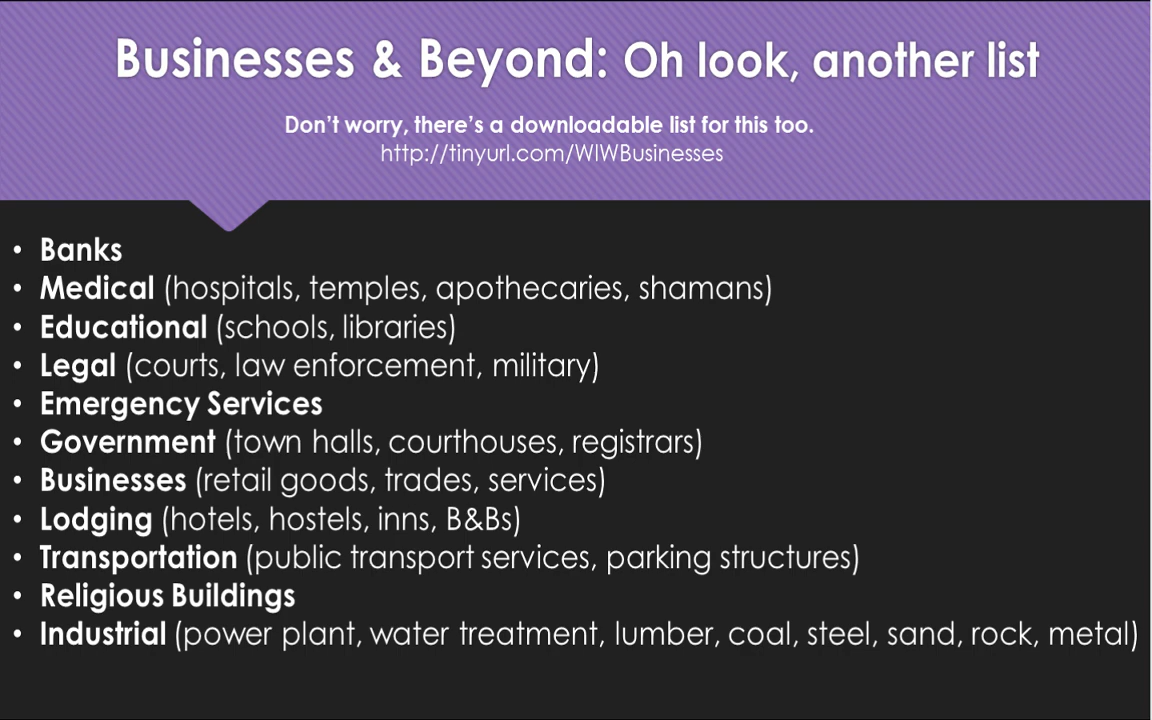 Businesses & Beyond: Oh look, another list
Don't worry, there's a downloadable list for this too.
http://tinyurl.com/WIWBusinesses
• Banks
• Medical (hospitals, temples, apothecaries, shamans)
• Educational (schools, libraries)
• Legal (courts, law enforcement, military)
• Emergency Services
• Government (town halls, courthouses, registrars)
• Businesses (retail goods, trades, services)
• Lodging (hotels, hostels, inns, B&Bs)
• Transportation (public transport services, parking structures)
• Religious Buildings
• Industrial (power plant, water treatment, lumber, coal, steel, sand, rock, metal)